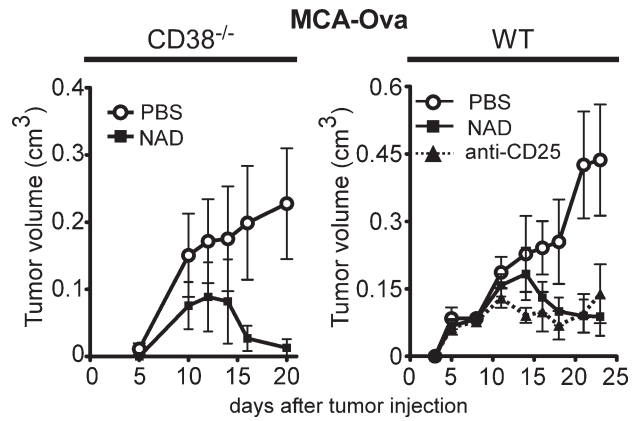 MCA-Ova
CD38-/-
WT
Tumor volume (cm3)
0.4
0.3
0.2
0.1
0
PBS
NAD
0 5 10 15 20
Tumor volume (cm3)
0.6
0.45
0.3
0.15
0
PBS
NAD
anti-CD25
0 5 10 15 20 25
days after tumor injection